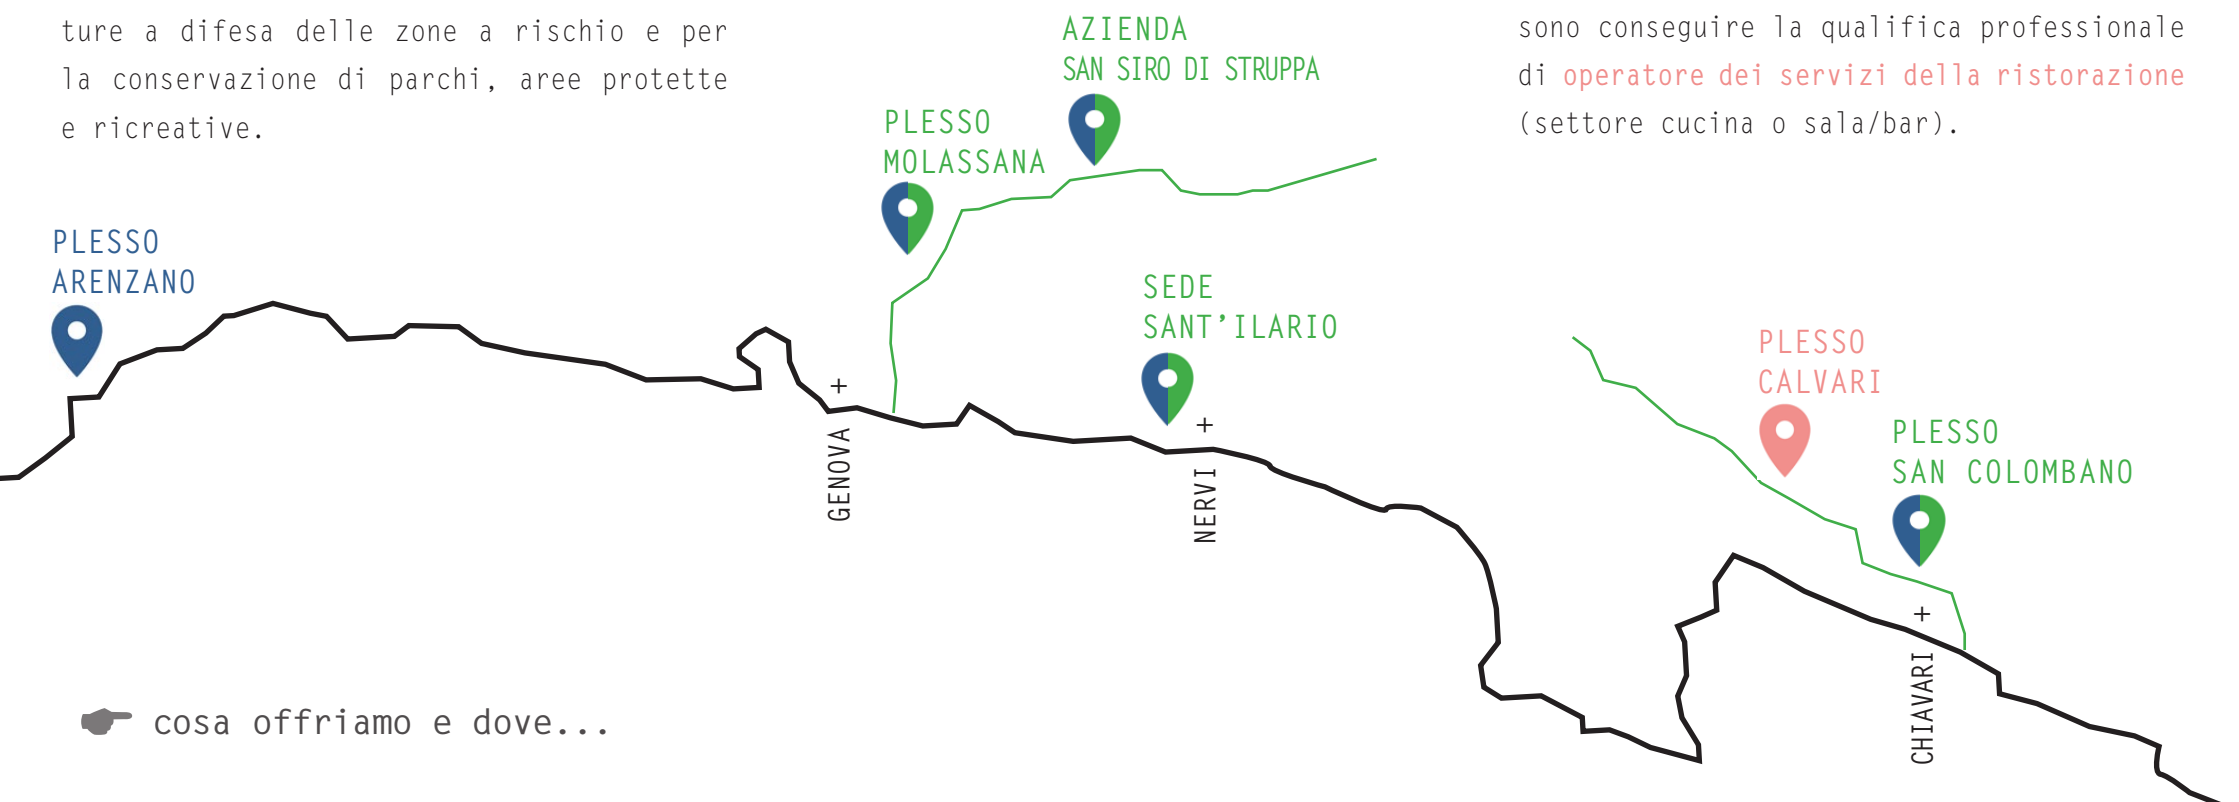 ture a difesa delle zone a rischio e per
la conservazione di parchi, aree protette
e ricreative.
AZIENDA
SAN SIRO DI STRUPPA
sono conseguire la qualifica professionale
di operatore dei servizi della ristorazione
(settore cucina o sala/bar).
PLESSO
MOLASSANA
PLESSO
ARENZANO
SEDE
SANT’ILARIO
PLESSO
CALVARI
PLESSO
SAN COLOMBANO
+
GENOVA
+
NERVI
+
CHIAVARI
☛ cosa offriamo e dove...